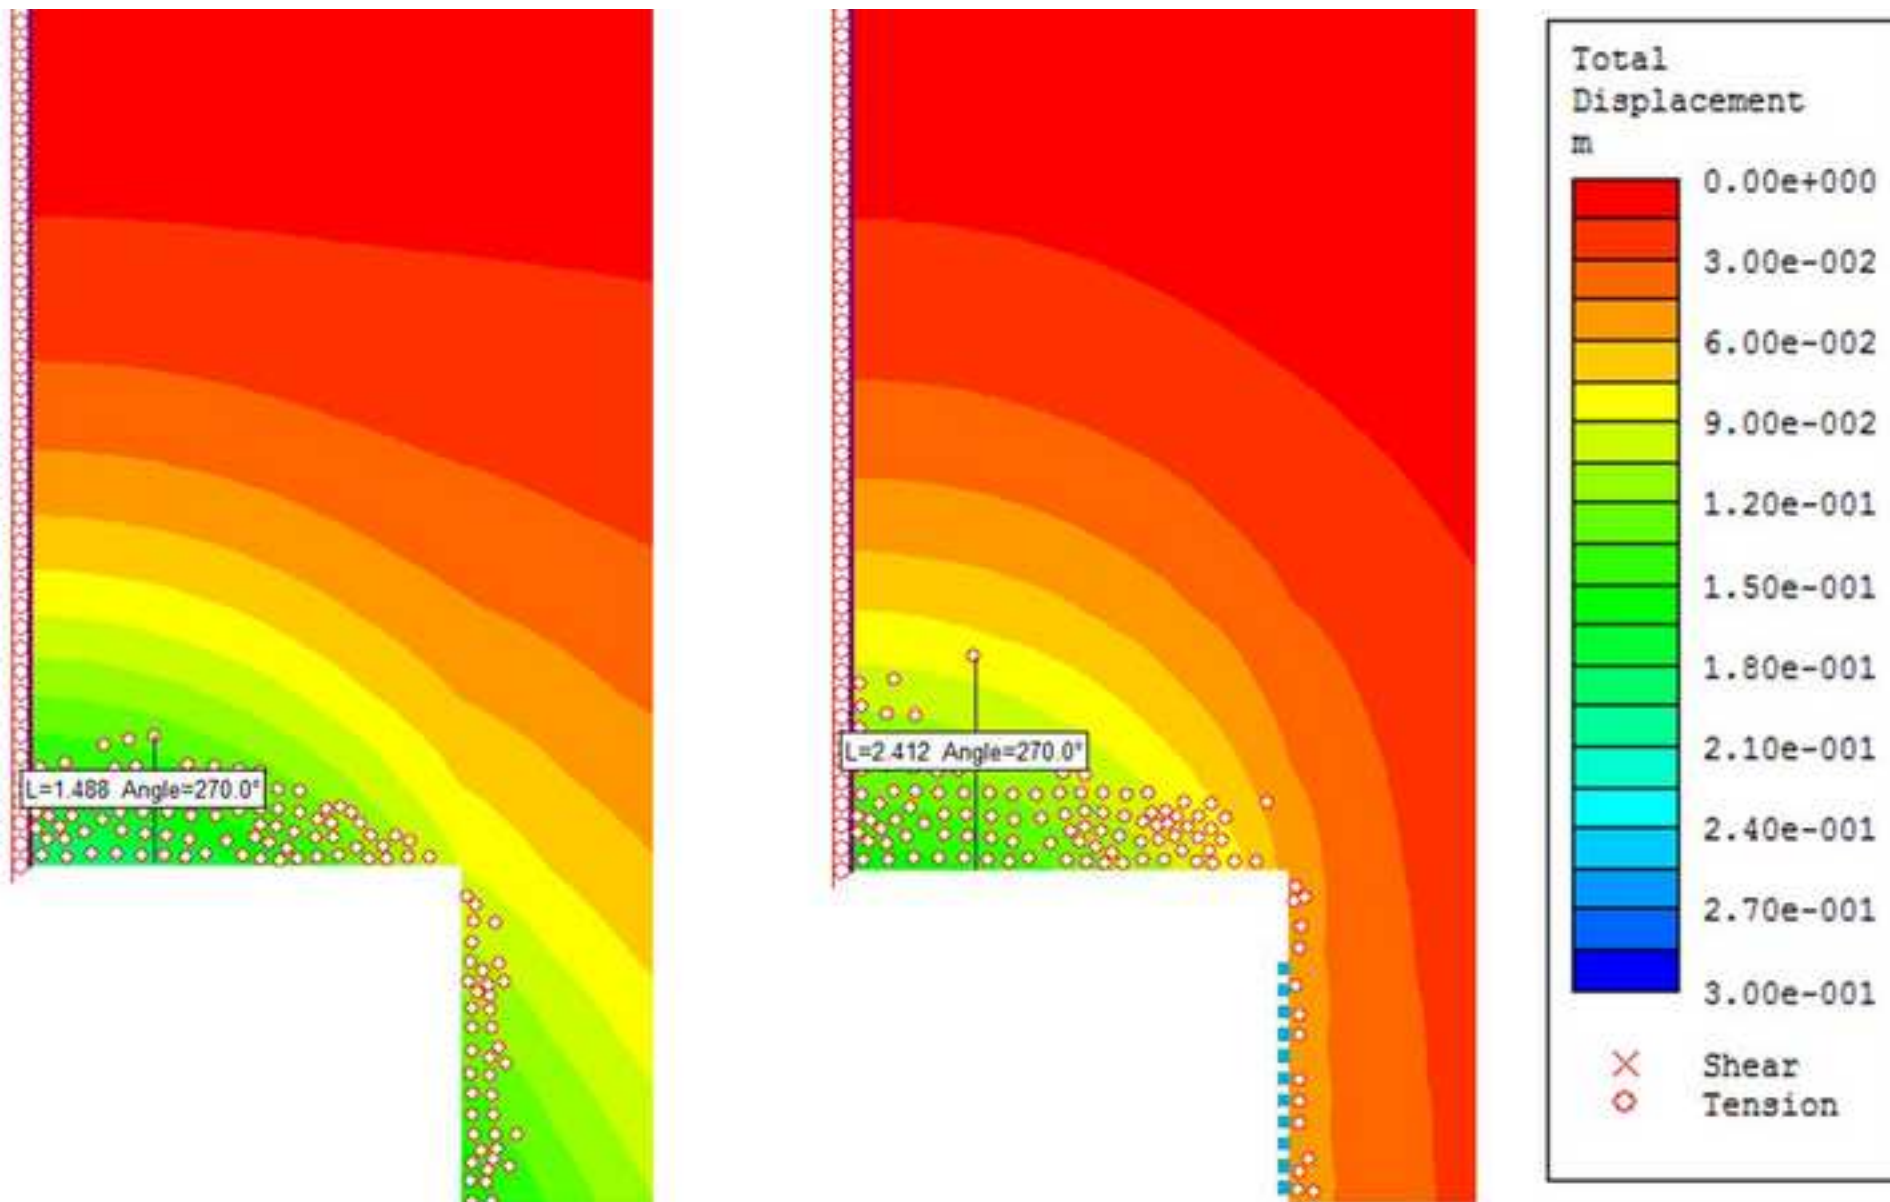 L=1.488 Angle=270.0°
L=2.412 Angle=270.0°
Total
Displacement
m
0.00e+000
3.00e-002
6.00e-002
9.00e-002
1.20e-001
1.50e-001
1.80e-001
2.10e-001
2.40e-001
2.70e-001
3.00e-001
Shear
Tension